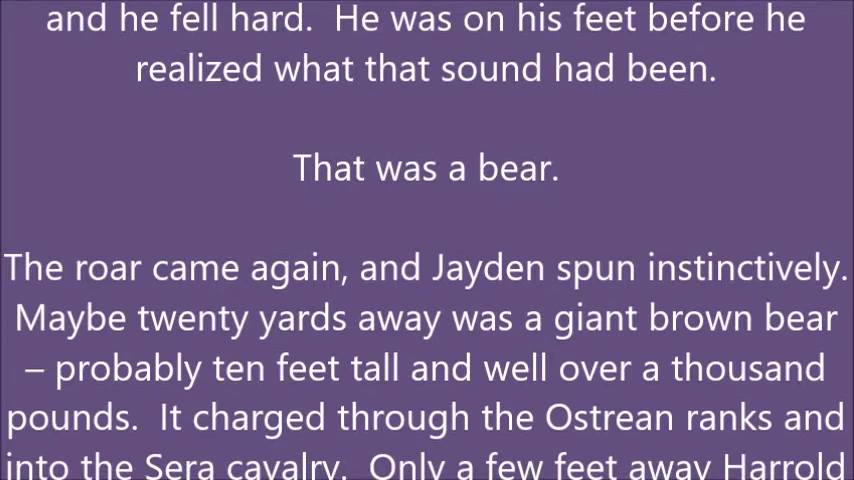 and he fell hard.  He was on his feet before he
realized what that sound had been.
That was a bear.
The roar came again, and Jayden spun instinctively.
Maybe twenty yards away was a giant brown bear
– probably ten feet tall and well over a thousand
pounds.  It charged through the Ostrean ranks and
into the Sera cavalry.  Only a few feet away Harrold